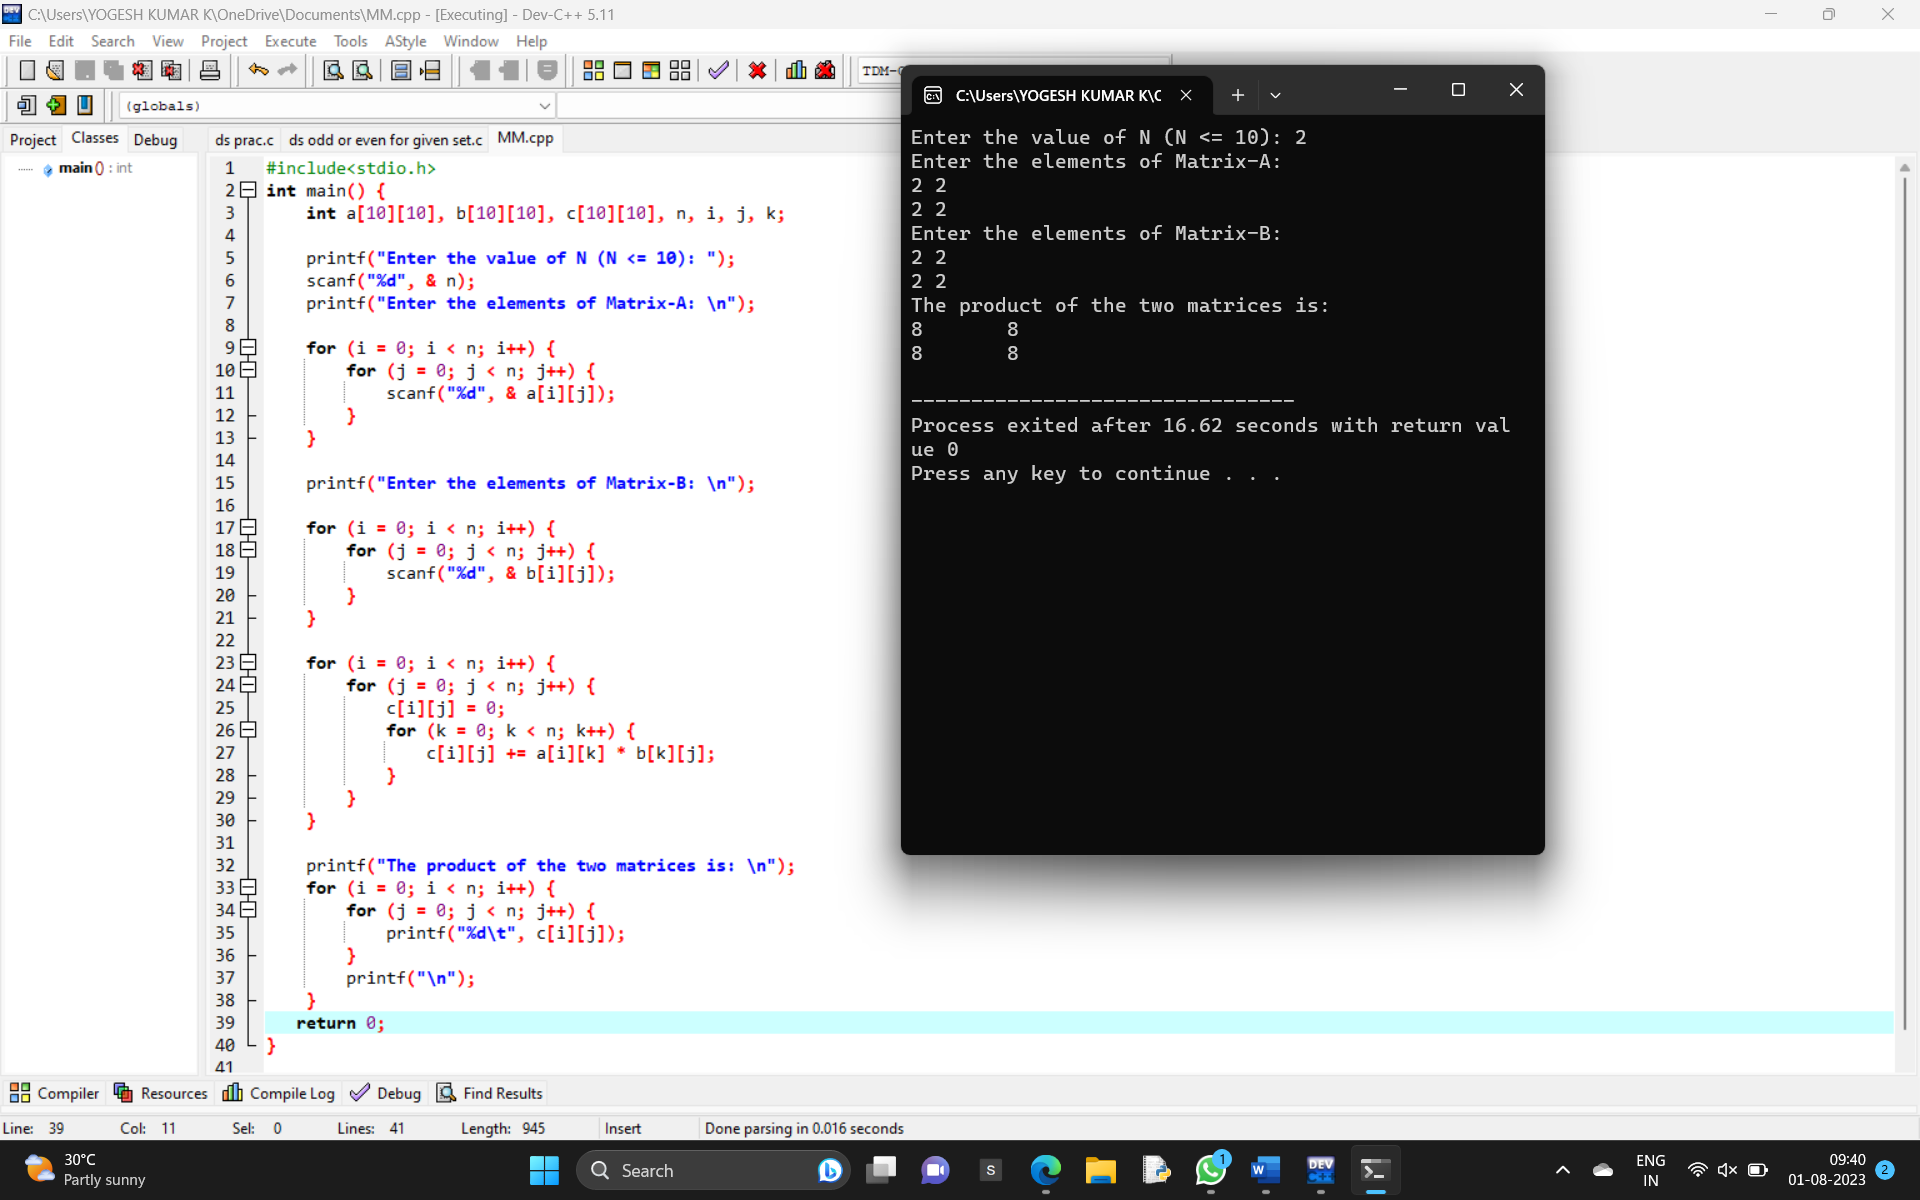 C:\Users\YOGESH KUMAR K\OneDrive\Documents\MM.cpp - [Executing] - Dev-C++ 5.11
File Edit Search View Project Execute Tools AStyle Window Help
(globals)
Project Classes Debug
main () : int
ds prac.c ds odd or even for given set.c MM.cpp
1 #include<stdio.h>
2 int main() {
3 int a[10][10], b[10][10], c[10][10], n, i, j, k;
4
5 printf("Enter the value of N (N <= 10): ");
6 scanf("%d", & n);
7 printf("Enter the elements of Matrix-A: \n");
8
9 for (i = 0; i < n; i++) {
10 for (j = 0; j < n; j++) {
11 scanf("%d", & a[i][j]);
12 }
13 }
14
15 printf("Enter the elements of Matrix-B: \n");
16
17 for (i = 0; i < n; i++) {
18 for (j = 0; j < n; j++) {
19 scanf("%d", & b[i][j]);
20 }
21 }
22
23 for (i = 0; i < n; i++) {
24 for (j = 0; j < n; j++) {
25 c[i][j] = 0;
26 for (k = 0; k < n; k++) {
27 c[i][j] += a[i][k] * b[k][j];
28 }
29 }
30 }
31
32 printf("The product of the two matrices is: \n");
33 for (i = 0; i < n; i++) {
34 for (j = 0; j < n; j++) {
35 printf("%d\t", c[i][j]);
36 }
37 printf("\n");
38 }
39 return 0;
40 }
41
C:\Users\YOGESH KUMAR K\
Enter the value of N (N <= 10): 2
Enter the elements of Matrix-A:
2 2
2 2
Enter the elements of Matrix-B:
2 2
2 2
The product of the two matrices is:
8 8
8 8
--------------------------------
Process exited after 16.62 seconds with return val
ue 0
Press any key to continue . . .
Compiler Resources Compile Log Debug Find Results
Line: 39 Col: 11 Sel: 0 Lines: 41 Length: 945 Insert Done parsing in 0.016 seconds
30°C
Partly sunny
Search
S
1
W
DEV
C++
ENG
IN
09:40
01-08-2023
2